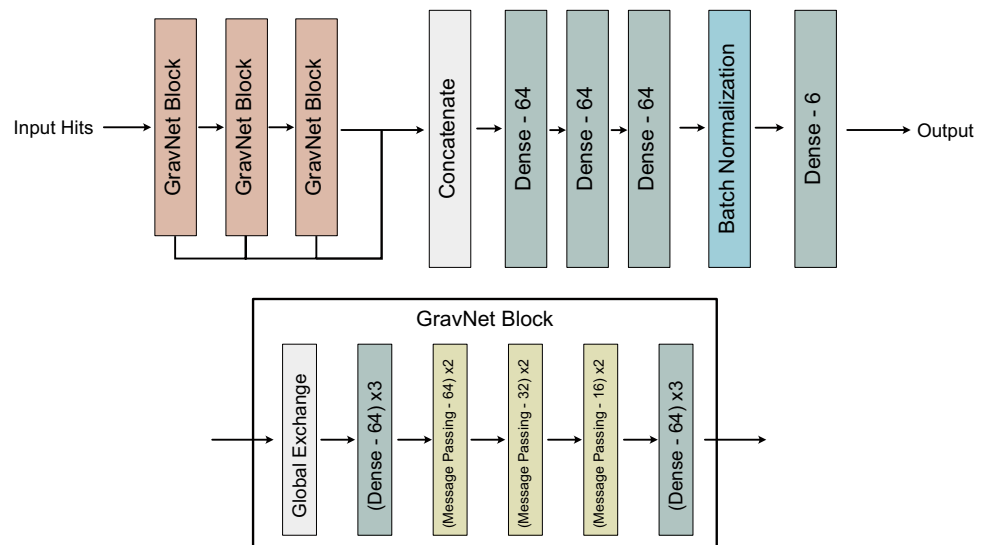 Input Hits
GravNet Block
GravNet Block
GravNet Block
Concatenate
Dense - 64
Dense - 64
Dense - 64
Batch Normalization
Dense - 6
Output
GravNet Block
Global Exchange
(Dense - 64) x3
(Message Passing - 64) x2
(Message Passing - 32) x2
(Message Passing - 16) x2
(Dense - 64) x3